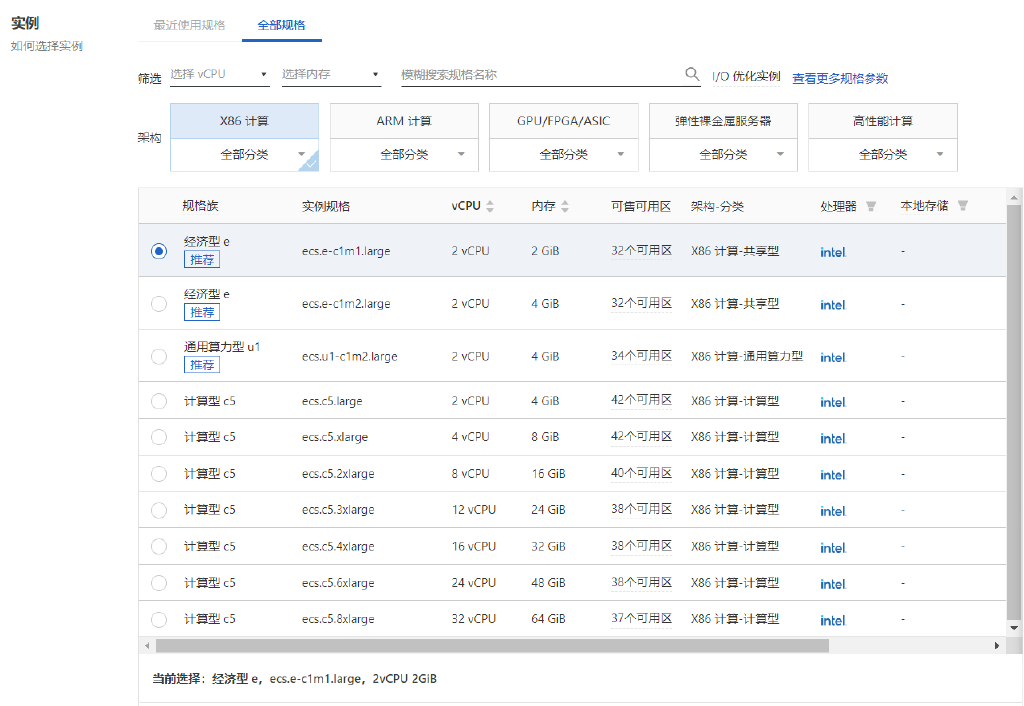 实例
如何选择实例
最近使用规格 全部规格
筛选 选择 vCPU 选择内存 模糊搜索规格名称 I/O 优化实例 查看更多规格参数
架构 X86 计算 ARM 计算 GPU/FPGA/ASIC 弹性裸金属服务器 高性能计算
全部分类 全部分类 全部分类 全部分类 全部分类
规格族 实例规格 vCPU 内存 可售可用区 架构-分类 处理器 本地存储
经济型 e 推荐 ecs.e-c1m1.large 2 vCPU 2 GiB 32个可用区 X86 计算-共享型 intel. -
经济型 e 推荐 ecs.e-c1m2.large 2 vCPU 4 GiB 32个可用区 X86 计算-共享型 intel. -
通用算力型 u1 推荐 ecs.u1-c1m2.large 2 vCPU 4 GiB 34个可用区 X86 计算-通用算力型 intel. -
计算型 c5 ecs.c5.large 2 vCPU 4 GiB 42个可用区 X86 计算-计算型 intel. -
计算型 c5 ecs.c5.xlarge 4 vCPU 8 GiB 42个可用区 X86 计算-计算型 intel. -
计算型 c5 ecs.c5.2xlarge 8 vCPU 16 GiB 40个可用区 X86 计算-计算型 intel. -
计算型 c5 ecs.c5.3xlarge 12 vCPU 24 GiB 38个可用区 X86 计算-计算型 intel. -
计算型 c5 ecs.c5.4xlarge 16 vCPU 32 GiB 38个可用区 X86 计算-计算型 intel. -
计算型 c5 ecs.c5.6xlarge 24 vCPU 48 GiB 38个可用区 X86 计算-计算型 intel. -
计算型 c5 ecs.c5.8xlarge 32 vCPU 64 GiB 37个可用区 X86 计算-计算型 intel. -
当前选择：经济型 e，ecs.e-c1m1.large，2vCPU 2GiB